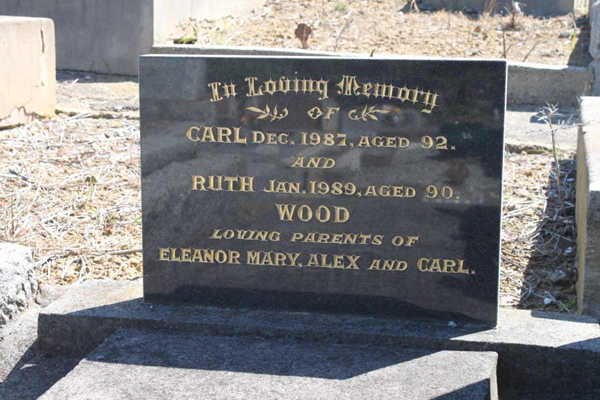 In Loving Memory
OF
CARL DEC. 1987, AGED 92.
AND
RUTH JAN. 1989, AGED 90.
WOOD
LOVING PARENTS OF
ELEANOR MARY, ALEX AND CARL.